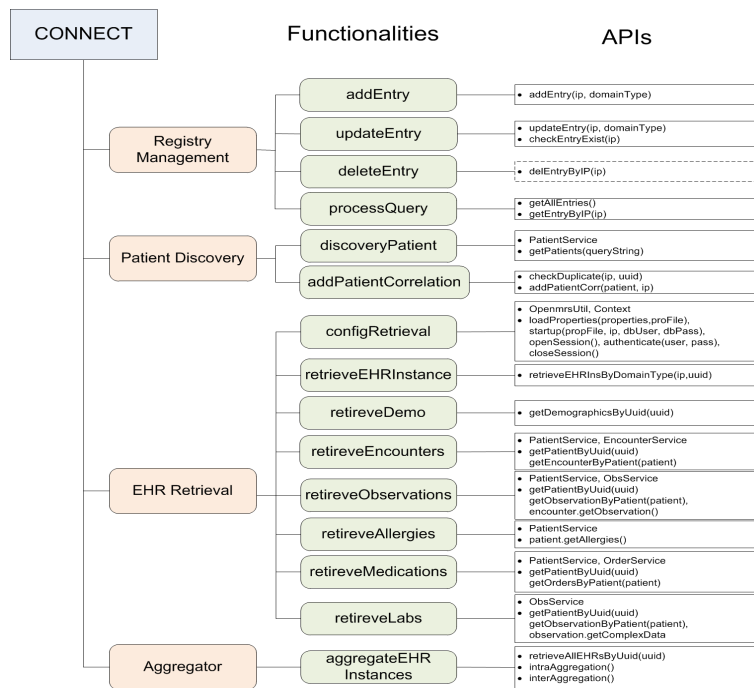 CONNECT
Functionalities
APIs
Registry
Management
addEntry
• addEntry(ip, domainType)
updateEntry
• updateEntry(ip, domainType)
• checkEntryExist(ip)
deleteEntry
• delEntryByIP(ip)
processQuery
• getAllEntries()
• getEntryByIP(ip)
Patient Discovery
discoveryPatient
• PatientService
• getPatients(queryString)
addPatientCorrelation
• checkDuplicate(ip, uuid)
• addPatientCorr(patient, ip)
EHR Retrieval
configRetrieval
• OpenmrsUtil, Context
• loadProperties(properties,proFile),
startup(propFile, ip, dbUser, dbPass),
openSession(), authenticate(user, pass),
closeSession()
retrieveEHRInstance
• retrieveEHRInsByDomainType(ip,uuid)
retireveDemo
• getDemographicsByUuid(uuid)
retireveEncounters
• PatientService, EncounterService
• getPatientByUuid(uuid)
getEncounterByPatient(patient)
retireveObservations
• PatientService, ObsService
• getPatientByUuid(uuid)
getObservationByPatient(patient),
encounter.getObservation()
retireveAllergies
• PatientService
• patient.getAllergies()
retireveMedications
• PatientService, OrderService
• getPatientByUuid(uuid)
getOrdersByPatient(patient)
retireveLabs
• ObsService
• getPatientByUuid(uuid)
getObservationByPatient(patient),
observation.getComplexData
Aggregator
aggregateEHR
Instances
• retrieveAllEHRsByUuid(uuid)
• intraAggregation()
• interAggregation()